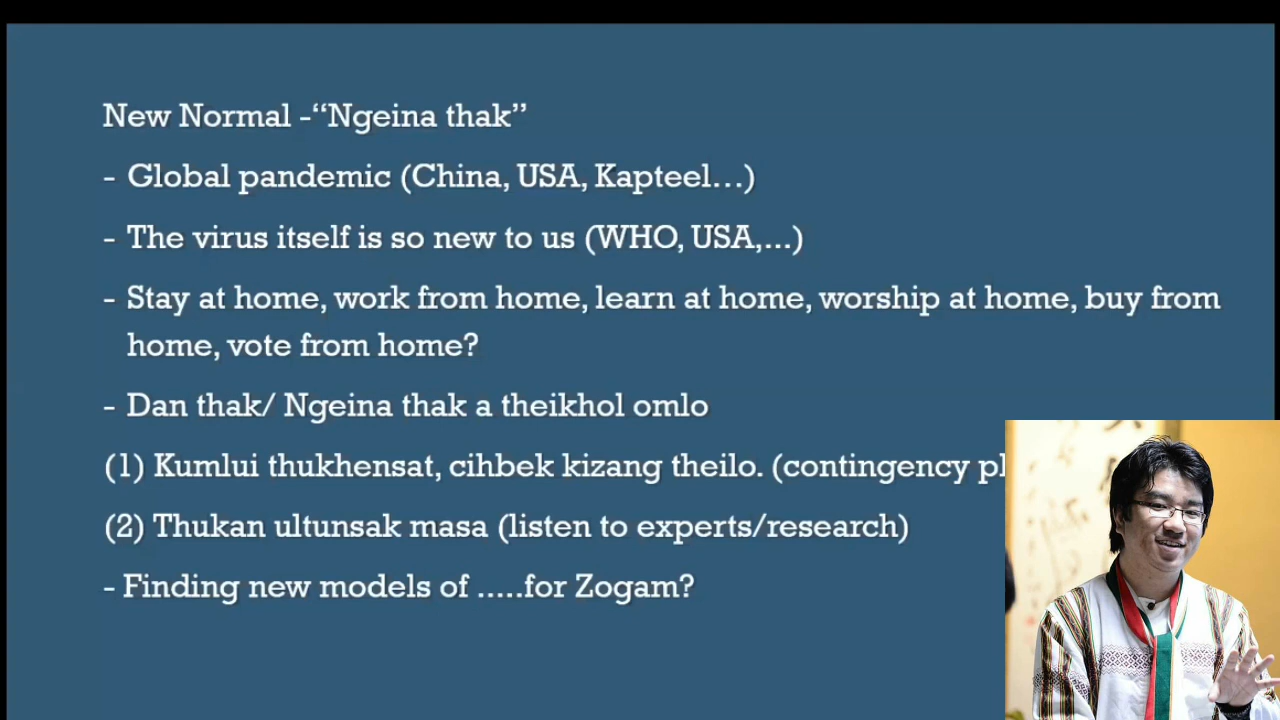 New Normal -“Ngeina thak”
- Global pandemic (China, USA, Kapteel...)
- The virus itself is so new to us (WHO, USA,...)
- Stay at home, work from home, learn at home, worship at home, buy from
home, vote from home?
- Dan thak/ Ngeina thak a theikhol omlo
(1) Kumlui thukhensat, cihbek kizang theilo. (contingency
(2) Thukan ultunsak masa (listen to experts/research)
- Finding new models of .....for Zogam?